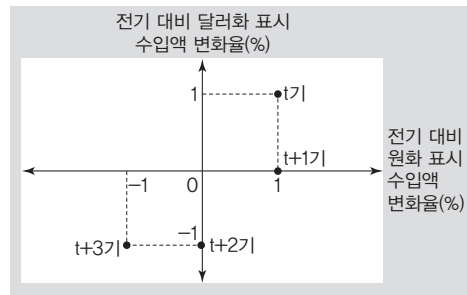 전기 대비 달러화 표시
수입액 변화율(%)
1
t기
t+1기
전기 대비
원화 표시
수입액
변화율(%)
-1
0
1
-1
t+3기
t+2기